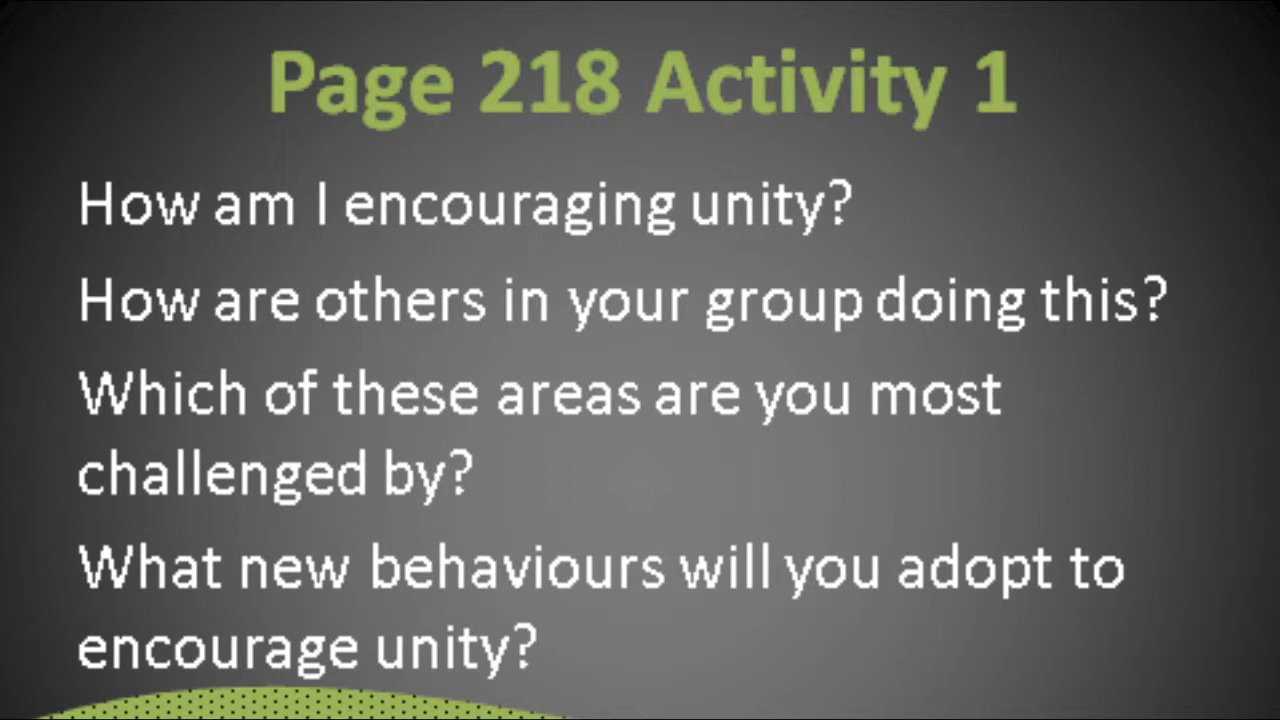 Page 218 Activity 1
How am I encouraging unity?
How are others in your group doing this?
Which of these areas are you most
challenged by?
What new behaviours will you adopt to
encourage unity?